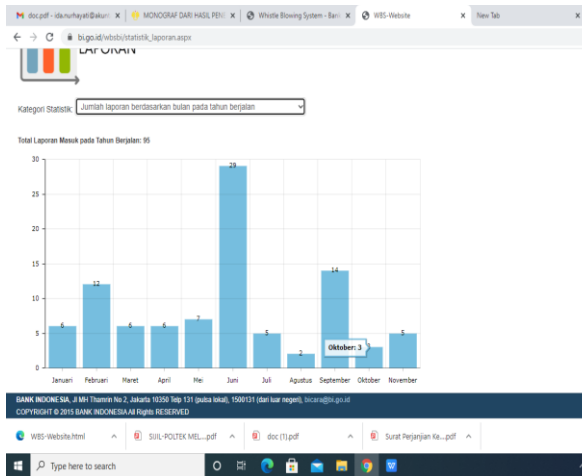 doc.pdf - ida.nurhayati@akunt
MONOGRAF DARI HASIL PENE
Whistle Blowing System - Bank
WBS-Website
New Tab
bi.go.id/wbsbi/statistik_laporan.aspx
LAPORAN
Kategori Statistik: Jumlah laporan berdasarkan bulan pada tahun berjalan
Total Laporan Masuk pada Tahun Berjalan: 95
30
25
20
15
10
5
0
6
12
6
6
7
29
5
2
14
5
Oktober: 3
Januari Februari Maret April Mei Juni Juli Agustus September Oktober November
BANK INDONESIA, Jl MH Thamrin No 2, Jakarta 10350 Telp 131 (pulsa lokal), 1500131 (dari luar negeri), bicara@bi.go.id
COPYRIGHT © 2015 BANK INDONESIA All Rights RESERVED
WBS-Website.html
SIJIL-POLTEK MEL....pdf
doc (1).pdf
Surat Perjanjian Ke....pdf
Type here to search